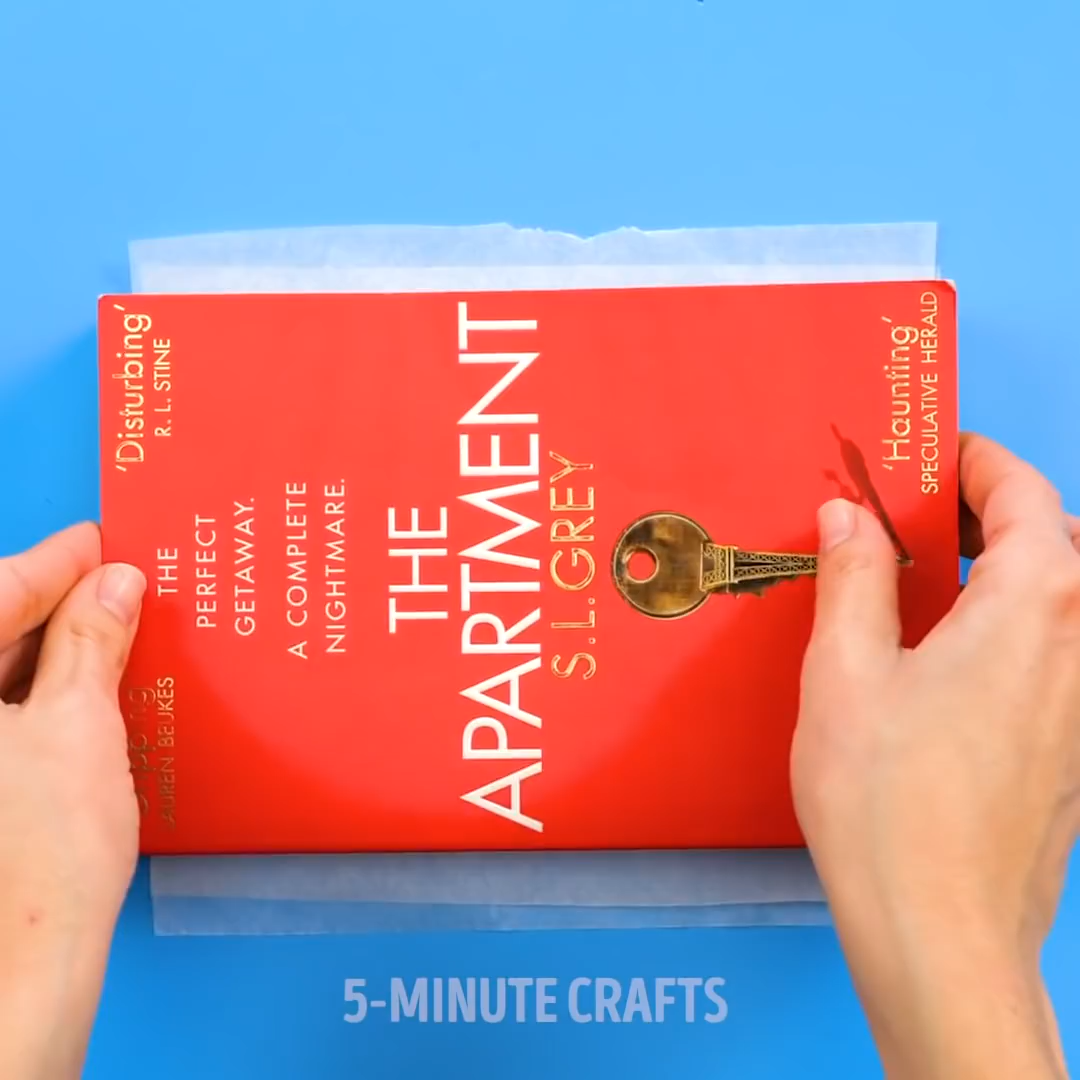 'Disturbing'
R. L. STINE
LAUREN BEUKES
THE
PERFECT
GETAWAY.
A COMPLETE
NIGHTMARE.
THE
APARTMENT
S.L.GREY
'Haunting'
SPECULATIVE HERALD
5-MINUTE CRAFTS